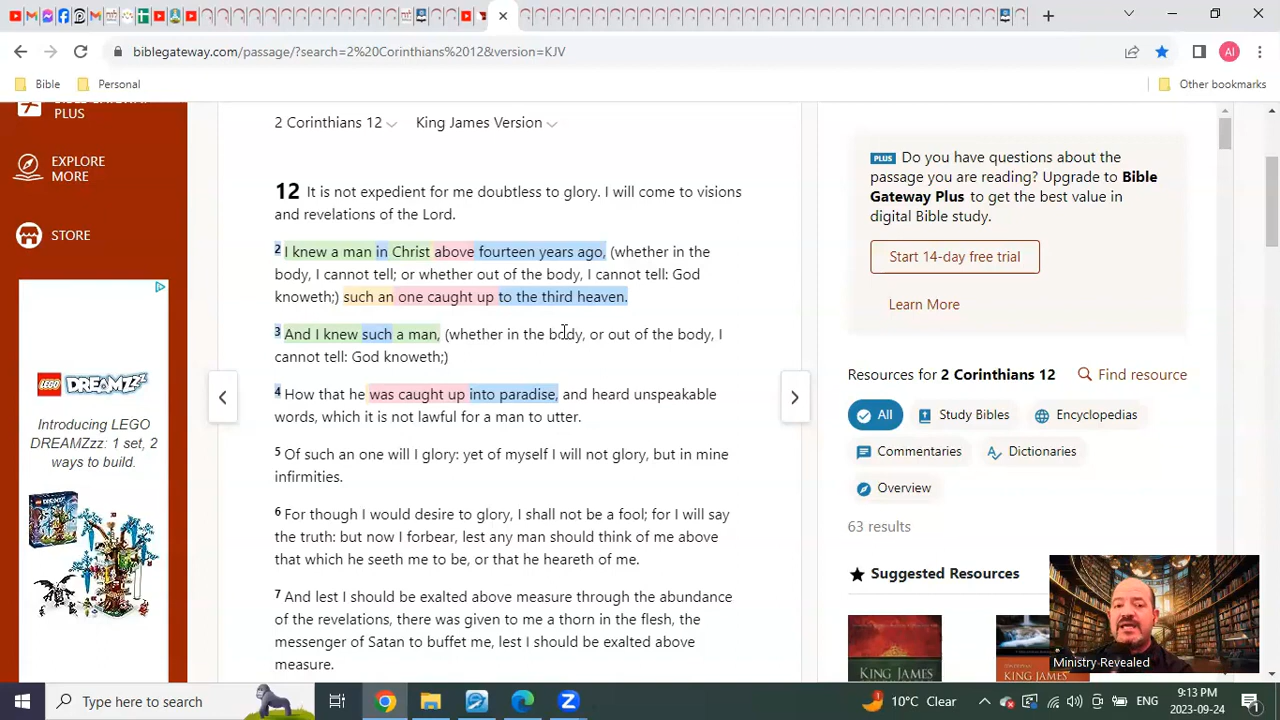 biblegateway.com/passage/?search=2%20Corinthians%2012&version=KJV
AI
Bible
Personal
Other bookmarks
PLUS
EXPLORE
MORE
STORE
LEGO DREAMZzz
Introducing LEGO
DREAMZzz: 1 set, 2
ways to build.
2 Corinthians 12
King James Version
12 It is not expedient for me doubtless to glory. I will come to visions
and revelations of the Lord.
2 I knew a man in Christ above fourteen years ago, (whether in the
body, I cannot tell; or whether out of the body, I cannot tell: God
knoweth;) such an one caught up to the third heaven.
3 And I knew such a man, (whether in the body, or out of the body, I
cannot tell: God knoweth;)
4 How that he was caught up into paradise, and heard unspeakable
words, which it is not lawful for a man to utter.
5 Of such an one will I glory: yet of myself I will not glory, but in mine
infirmities.
6 For though I would desire to glory, I shall not be a fool; for I will say
the truth: but now I forbear, lest any man should think of me above
that which he seeth me to be, or that he heareth of me.
7 And lest I should be exalted above measure through the abundance
of the revelations, there was given to me a thorn in the flesh, the
messenger of Satan to buffet me, lest I should be exalted above
measure.
PLUS Do you have questions about the
passage you are reading? Upgrade to Bible
Gateway Plus to get the best value in
digital Bible study.
Start 14-day free trial
Learn More
Resources for 2 Corinthians 12
Find resource
All
Study Bibles
Encyclopedias
Commentaries
Dictionaries
Overview
63 results
Suggested Resources
KING JAMES
Ministry Revealed
Type here to search
10°C Clear
ENG
9:13 PM
2023-09-24